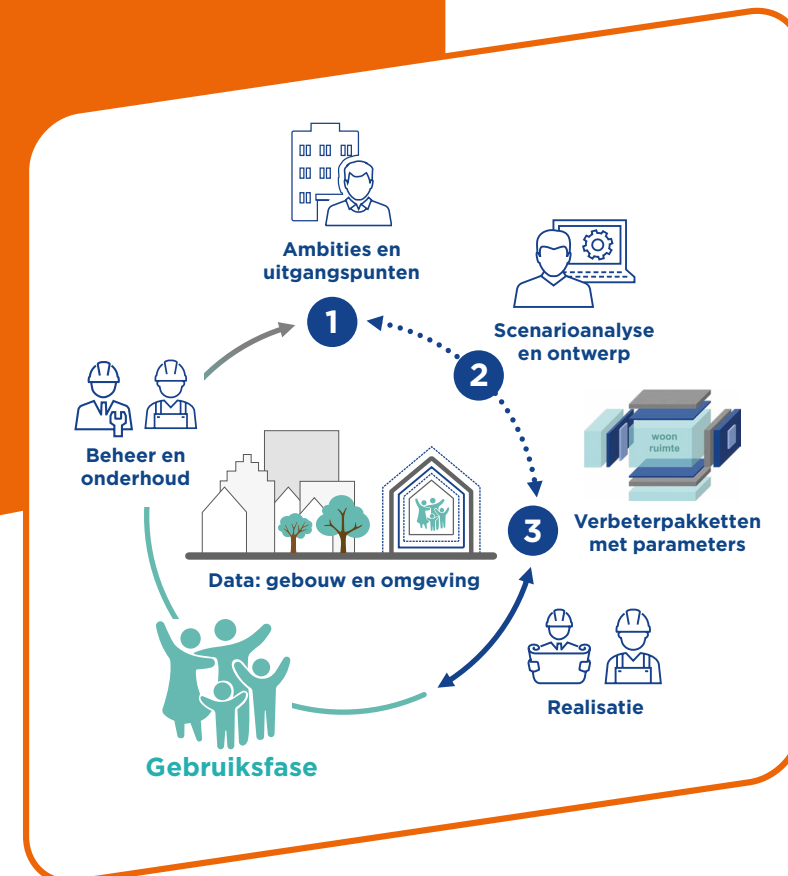 Ambities en
uitgangspunten
1
Scenarioanalyse
en ontwerp
2
woon
ruimte
Verbeterpakketten
met parameters
3
Beheer en
onderhoud
Data: gebouw en omgeving
Realisatie
Gebruiksfase